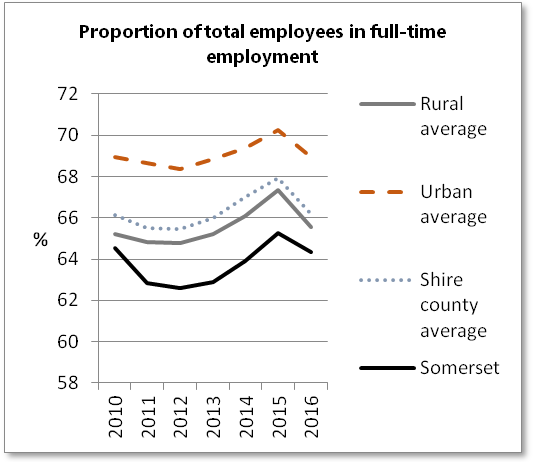 Proportion of total employees in full-time
employment
72
70
68
66
64
62
60
58
%
2010
2011
2012
2013
2014
2015
2016
Rural
average
Urban
average
Shire
county
average
Somerset